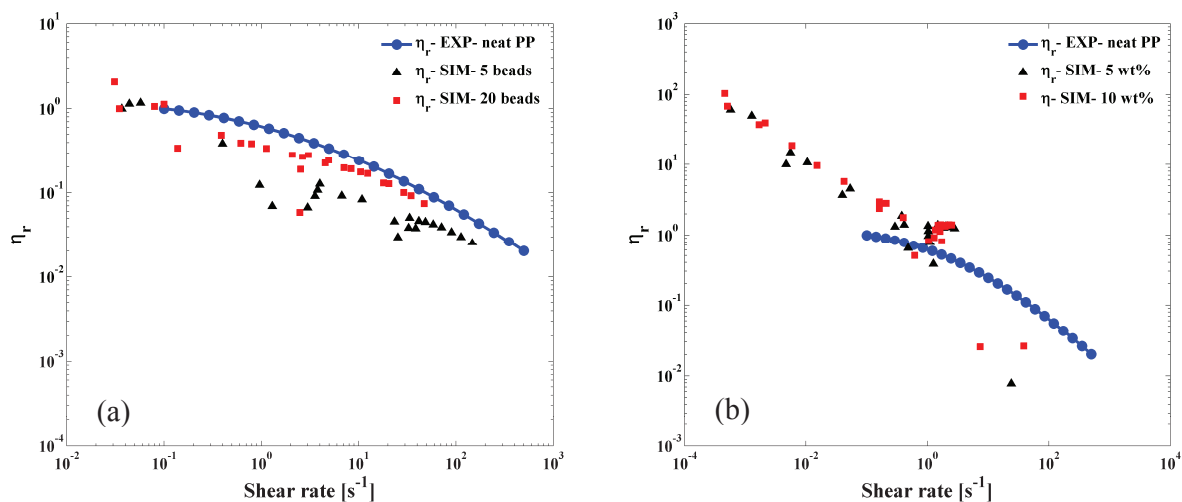 10^1
10^0
10^-1
10^-2
10^-3
10^-4
η_r
10^-2
10^-1
10^0
10^1
10^2
10^3
Shear rate [s^-1]
η_r- EXP- neat PP
η_r- SIM- 5 beads
η_r- SIM- 20 beads
(a)
10^3
10^2
10^1
10^0
10^-1
10^-2
10^-3
η_r
10^-4
10^-2
10^0
10^2
10^4
Shear rate [s^-1]
η_r- EXP- neat PP
η_r- SIM- 5 wt%
η- SIM- 10 wt%
(b)